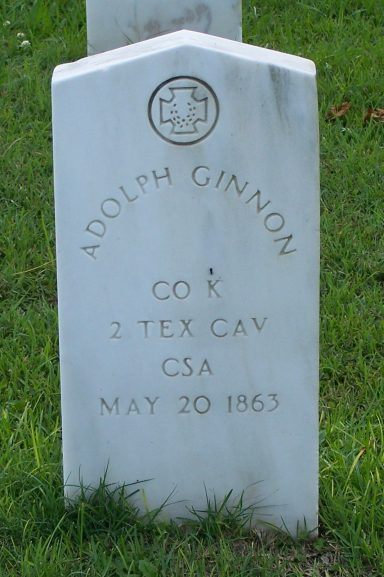 ADOLPH GINNON
CO K
2 TEX CAV
CSA
MAY 20 1863